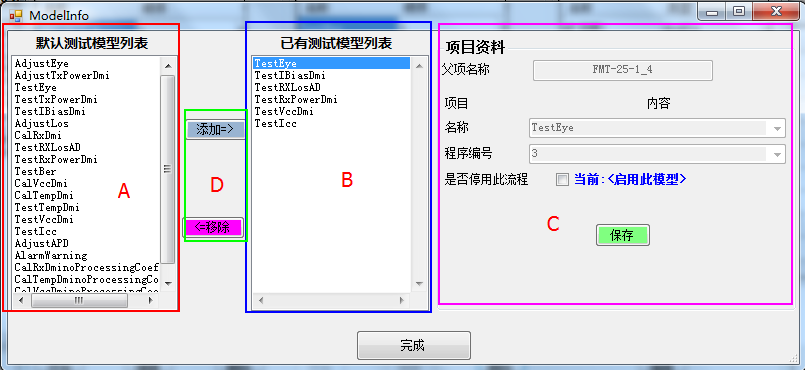 ModelInfo
默认测试模型列表
AdjustEye
AdjustTxPowerDmi
TestEye
TestTxPowerDmi
TestIBiasDmi
AdjustLos
CalRxDmi
TestRXLosAD
TestRxPowerDmi
TestBer
CalVccDmi
CalTempDmi
TestTempDmi
TestVccDmi
TestIcc
AdjustAPD
AlarmWarning
CalRxDminoProcessingCoef
CalTempDminoProcessingCoef
CalVccDminoProcessingCoef
A
添加=>
D
<=移除
已有测试模型列表
TestEye
TestIBiasDmi
TestRXLosAD
TestRxPowerDmi
TestVccDmi
TestIcc
B
项目资料
父项名称
FMT-25-1_4
项目 内容
名称 TestEye
程序编号 3
是否停用此流程 当前:<启用此模型>
C
保存
完成